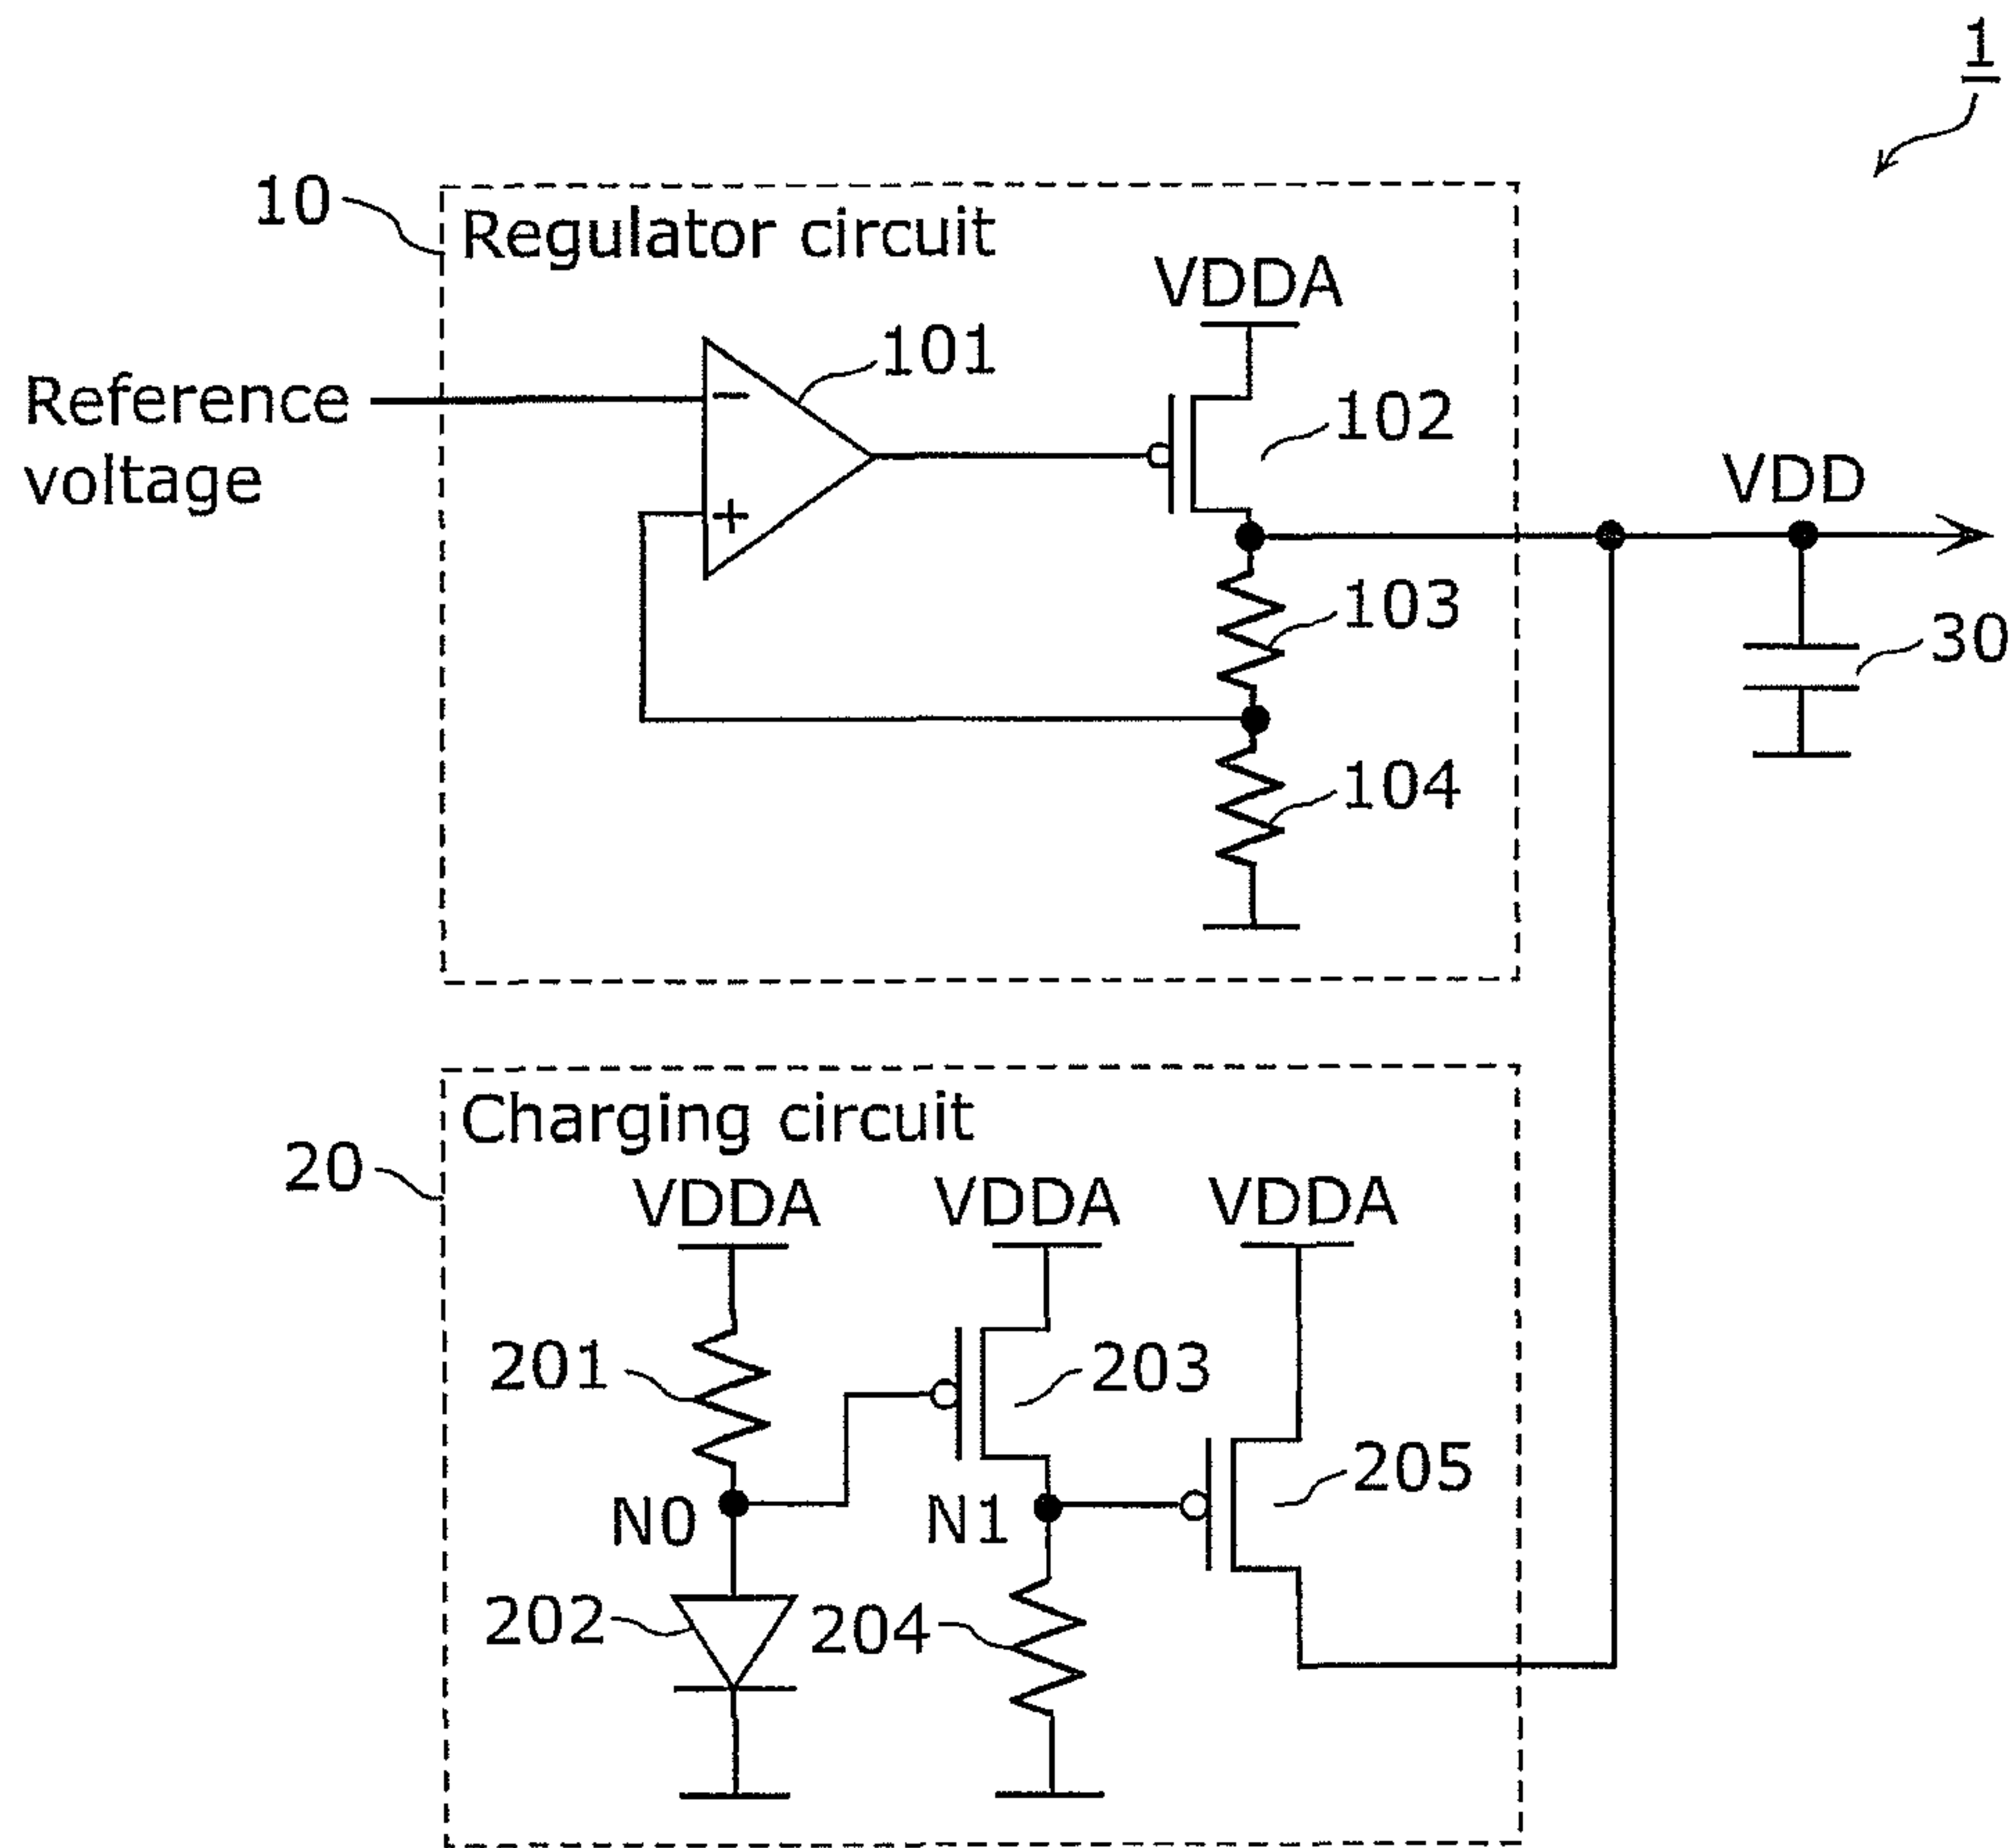 1
10
Regulator circuit
VDDA
101
Reference
voltage
−
+
102
VDD
103
30
104
Charging circuit
20
VDDA VDDA VDDA
201
203
205
N0
N1
202
204